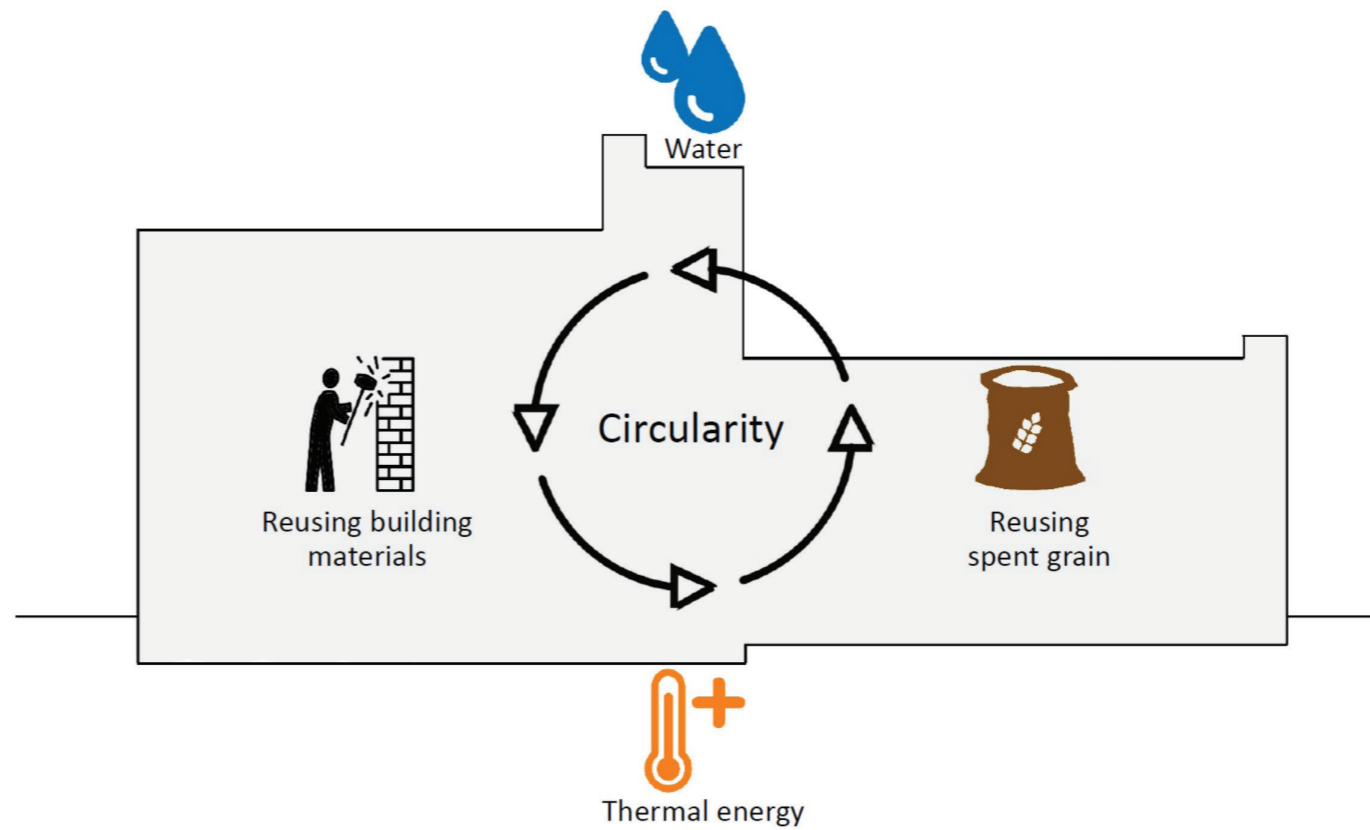 Water
Circularity
Reusing building
materials
Reusing
spent grain
Thermal energy